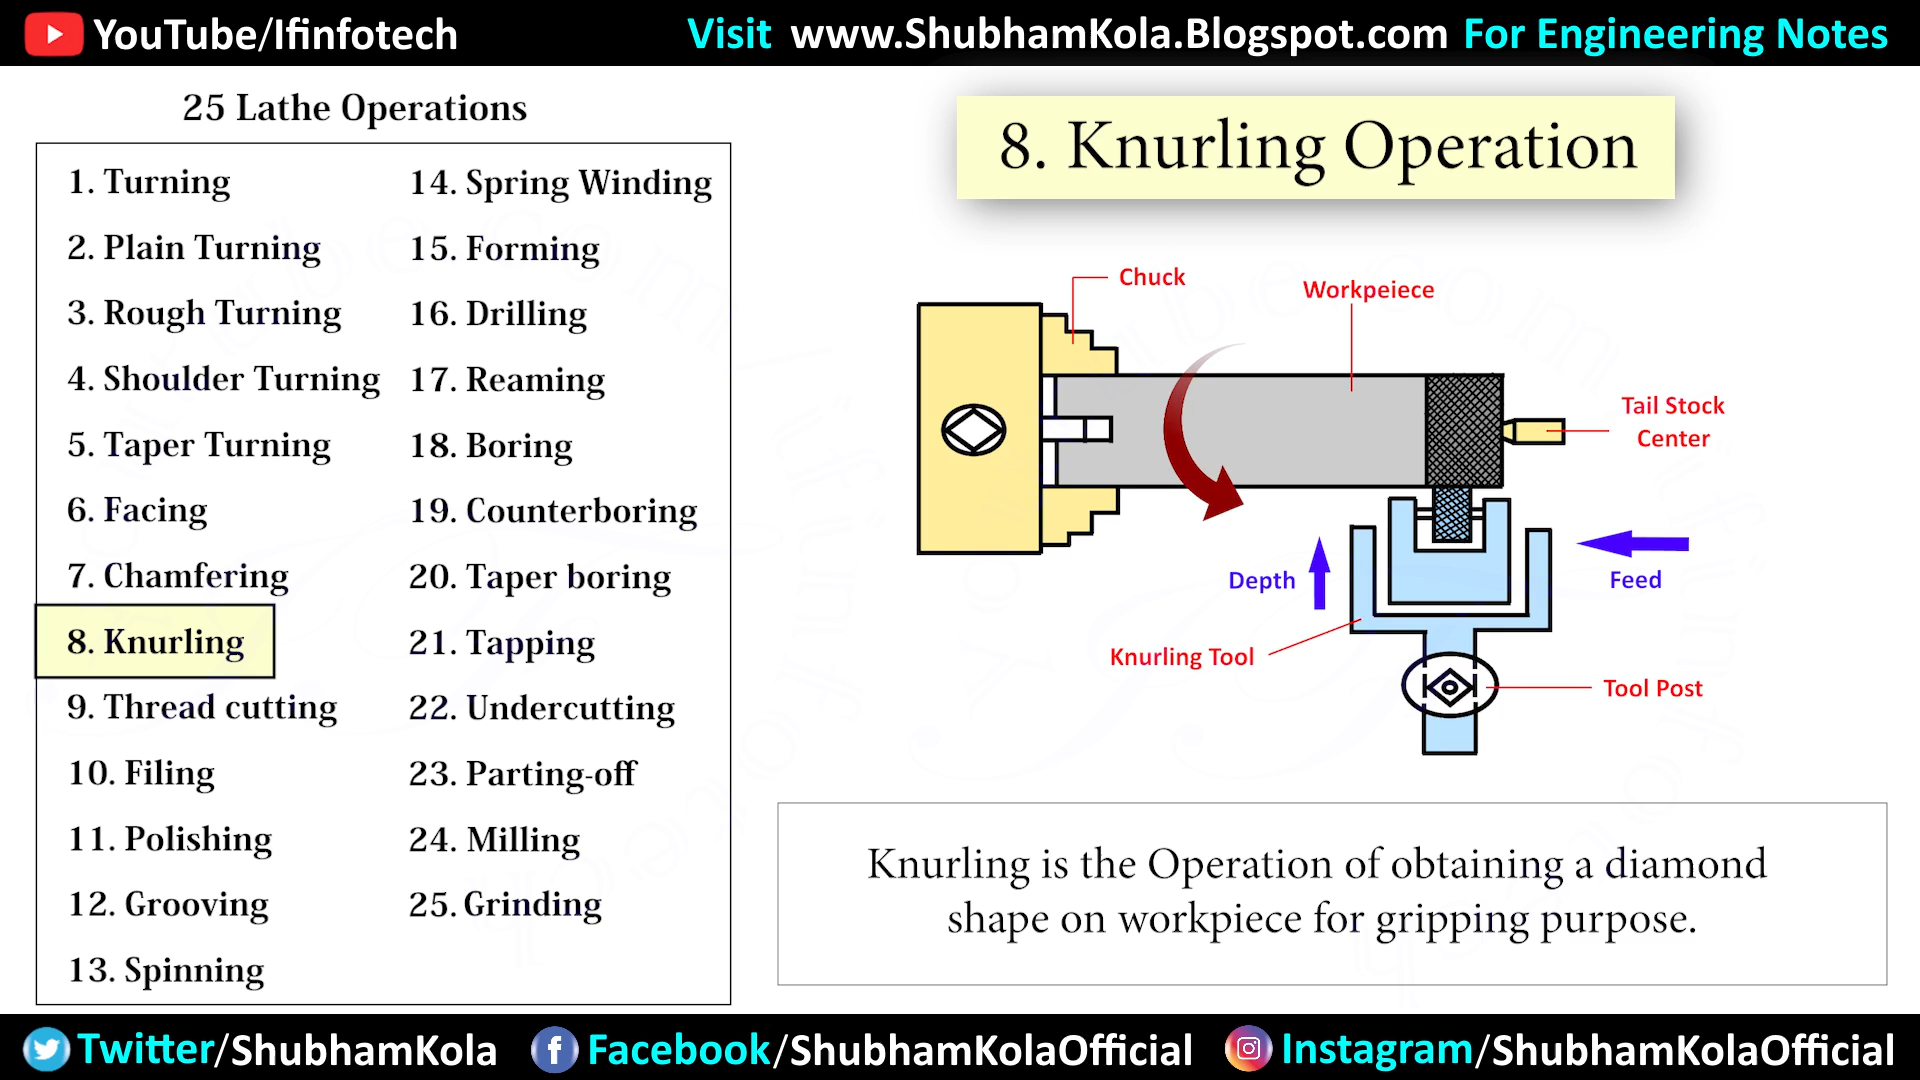 YouTube/Ifinfotech
Visit www.ShubhamKola.Blogspot.com For Engineering Notes
25 Lathe Operations
1. Turning
2. Plain Turning
3. Rough Turning
4. Shoulder Turning
5. Taper Turning
6. Facing
7. Chamfering
8. Knurling
9. Thread cutting
10. Filing
11. Polishing
12. Grooving
13. Spinning
14. Spring Winding
15. Forming
16. Drilling
17. Reaming
18. Boring
19. Counterboring
20. Taper boring
21. Tapping
22. Undercutting
23. Parting-off
24. Milling
25. Grinding
8. Knurling Operation
Chuck
Workpeiece
Tail Stock
Center
Depth
Feed
Knurling Tool
Tool Post
Knurling is the Operation of obtaining a diamond
shape on workpiece for gripping purpose.
Twitter/ShubhamKola
Facebook/ShubhamKolaOfficial
Instagram/ShubhamKolaOfficial